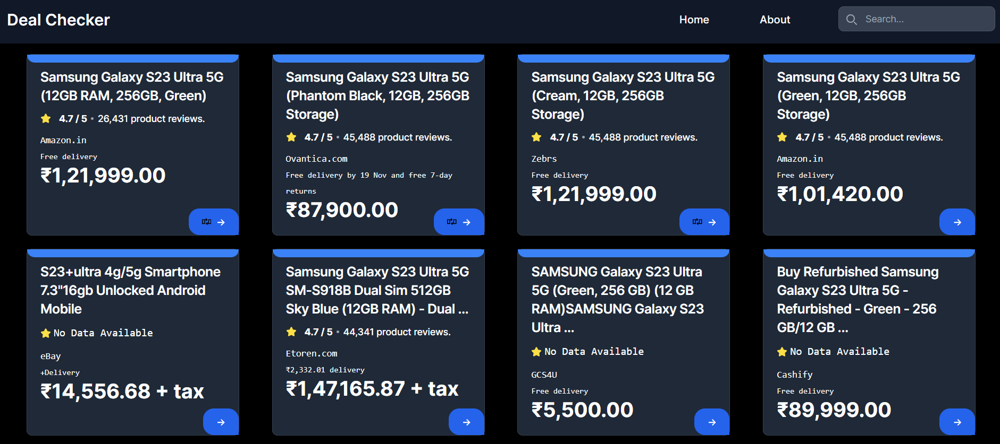 Deal Checker
Home
About
Search...
Samsung Galaxy S23 Ultra 5G
(12GB RAM, 256GB, Green)
4.7 / 5 • 26,431 product reviews.
Amazon.in
Free delivery
₹1,21,999.00
Samsung Galaxy S23 Ultra 5G
(Phantom Black, 12GB, 256GB
Storage)
4.7 / 5 • 45,488 product reviews.
Ovantica.com
Free delivery by 19 Nov and free 7-day
returns
₹87,900.00
Samsung Galaxy S23 Ultra 5G
(Cream, 12GB, 256GB
Storage)
4.7 / 5 • 45,488 product reviews.
Zebrs
Free delivery
₹1,21,999.00
Samsung Galaxy S23 Ultra 5G
(Green, 12GB, 256GB
Storage)
4.7 / 5 • 45,488 product reviews.
Amazon.in
Free delivery
₹1,01,420.00
S23+ultra 4g/5g Smartphone
7.3"16gb Unlocked Android
Mobile
No Data Available
eBay
+Delivery
₹14,556.68 + tax
Samsung Galaxy S23 Ultra 5G
SM-S918B Dual Sim 512GB
Sky Blue (12GB RAM) - Dual ...
4.7 / 5 • 44,341 product reviews.
Etoren.com
₹2,332.01 delivery
₹1,47,165.87 + tax
SAMSUNG Galaxy S23 Ultra
5G (Green, 256 GB) (12 GB
RAM)SAMSUNG Galaxy S23
Ultra ...
No Data Available
GCS4U
Free delivery
₹5,500.00
Buy Refurbished Samsung
Galaxy S23 Ultra 5G -
Refurbished - Green - 256
GB/12 GB ...
No Data Available
Cashify
Free delivery
₹89,999.00